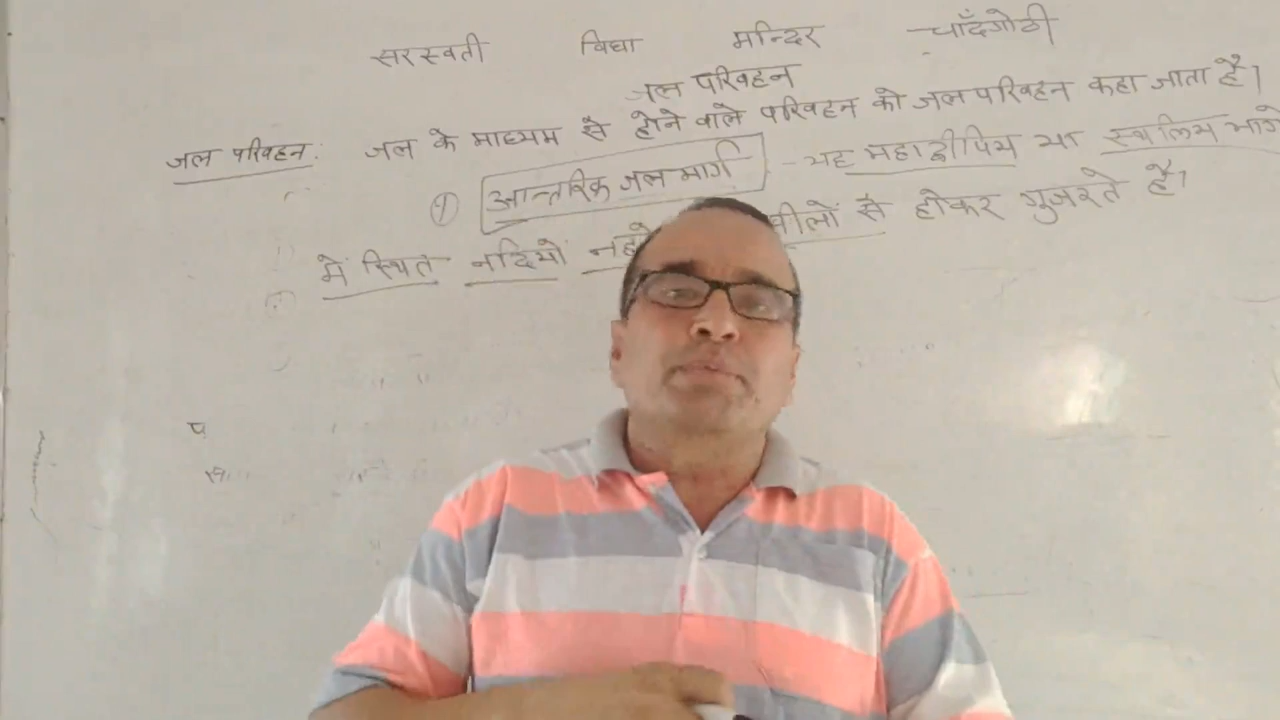 सरस्वती विद्या मन्दिर चाँदगोठी
जल परिवहन
जल परिवहन: जल के माध्यम से होने वाले परिवहन को जल परिवहन कहा जाता है।
① आन्तरिक जल मार्ग - यह महाद्वीपिय या स्थलिय भागो
में स्थित नदियों से होकर गुजरते है।
प